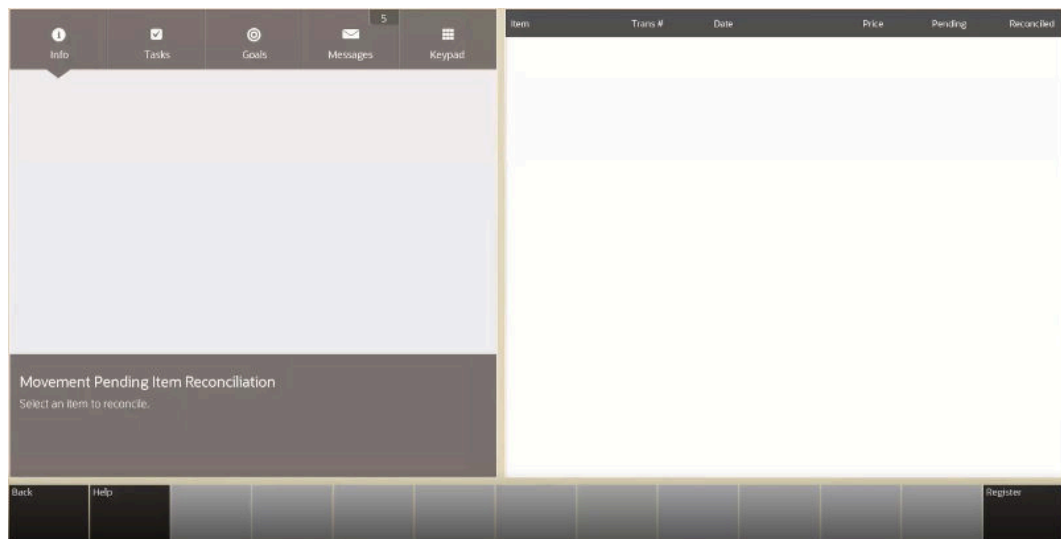 5
Info Tasks Goals Messages Keypad
Item Trans # Date Price Pending Reconciled
Movement Pending Item Reconciliation
Select an item to reconcile.
Back Help Register